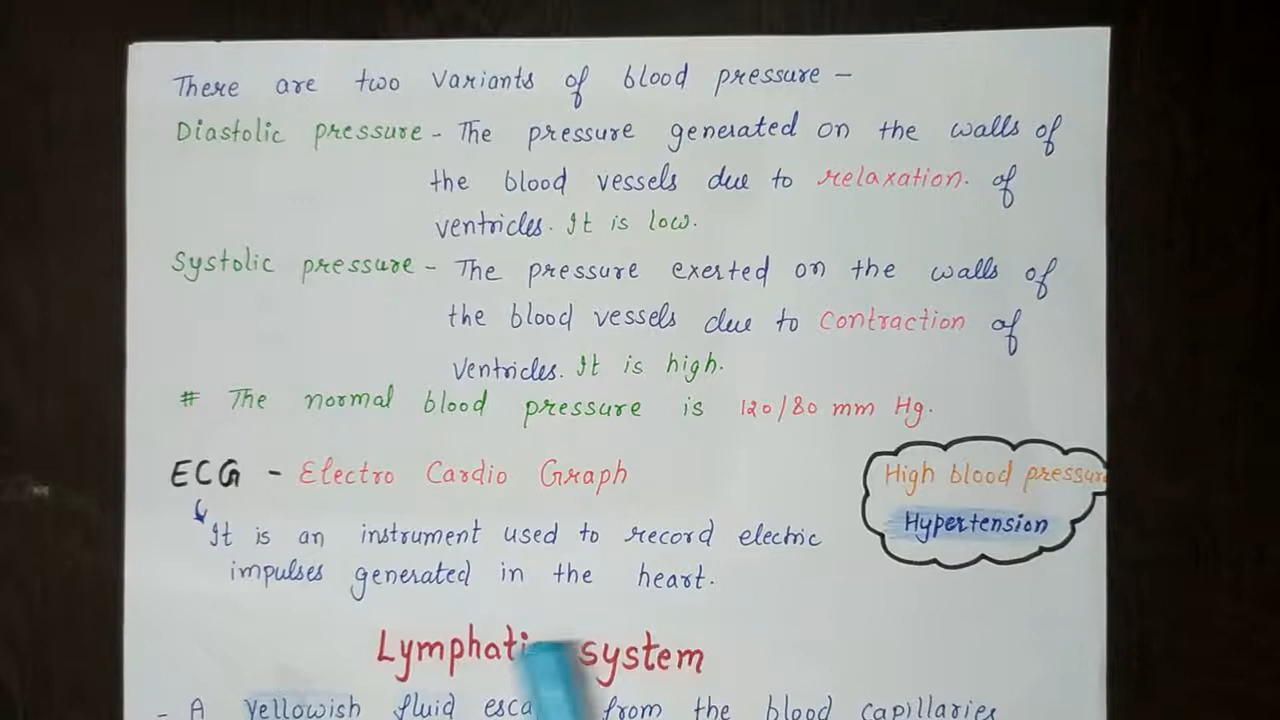 There are two variants of blood pressure -
Diastolic pressure - The pressure generated on the walls of
the blood vessels due to relaxation. of
ventricles. It is low.
Systolic pressure - The pressure exerted on the walls of
the blood vessels due to contraction of
ventricles. It is high.
# The normal blood pressure is 120/80 mm Hg.
ECG - Electro Cardio Graph
High blood pressure
Hypertension
It is an instrument used to record electric
impulses generated in the heart.
system
- A yellowish fluid from the blood capillaries